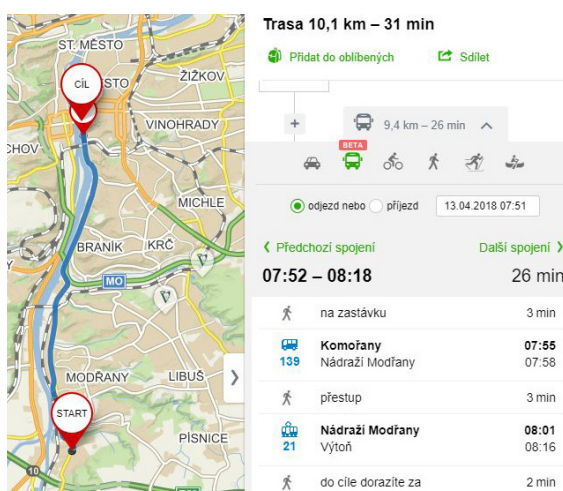 ST. MĚSTO
CÍL
STO
ŽIŽKOV
VINOHRADY
CHOV
MICHLE
BRANÍK
KRČ
MO
MODŘANY
LIBUŠ
START
PÍSNICE
10
Trasa 10,1 km – 31 min
Přidat do oblíbených
Sdílet
+
9,4 km – 26 min
BETA
odjezd nebo
příjezd
13.04.2018 07:51
Předchozí spojení
Další spojení
07:52 – 08:18
26 min
na zastávku
3 min
Komořany
07:55
139
Nádraží Modřany
07:58
přestup
3 min
Nádraží Modřany
08:01
21
Výtoň
08:16
do cíle dorazíte za
2 min